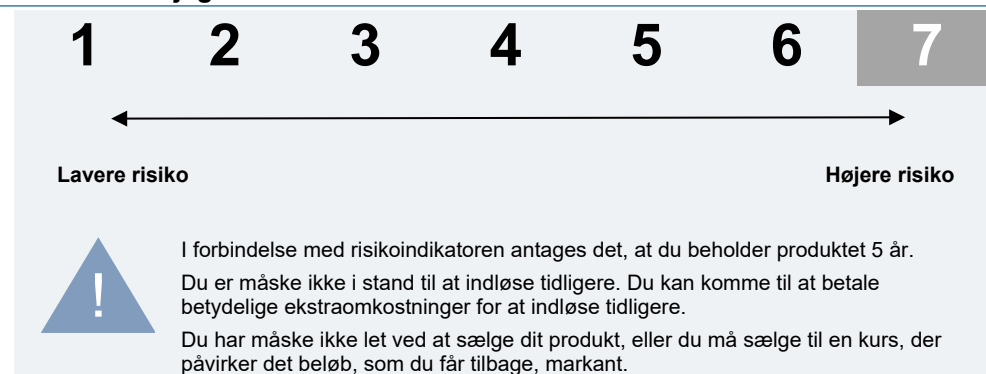 1 2 3 4 5 6 7
Lavere risiko Højere risiko
!
I forbindelse med risikoindikatoren antages det, at du beholder produktet 5 år.
Du er måske ikke i stand til at indløse tidligere. Du kan komme til at betale
betydelige ekstraomkostninger for at indløse tidligere.
Du har måske ikke let ved at sælge dit produkt, eller du må sælge til en kurs, der
påvirker det beløb, som du får tilbage, markant.